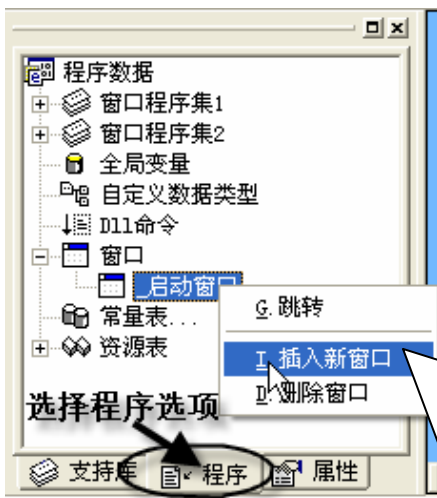 程序数据
窗口程序集1
窗口程序集2
全局变量
自定义数据类型
Dll命令
窗口
_启动窗口
G.跳转
常量表...
I.插入新窗口
资源表
D.删除窗口
选择程序选项
支持库
程序
属性